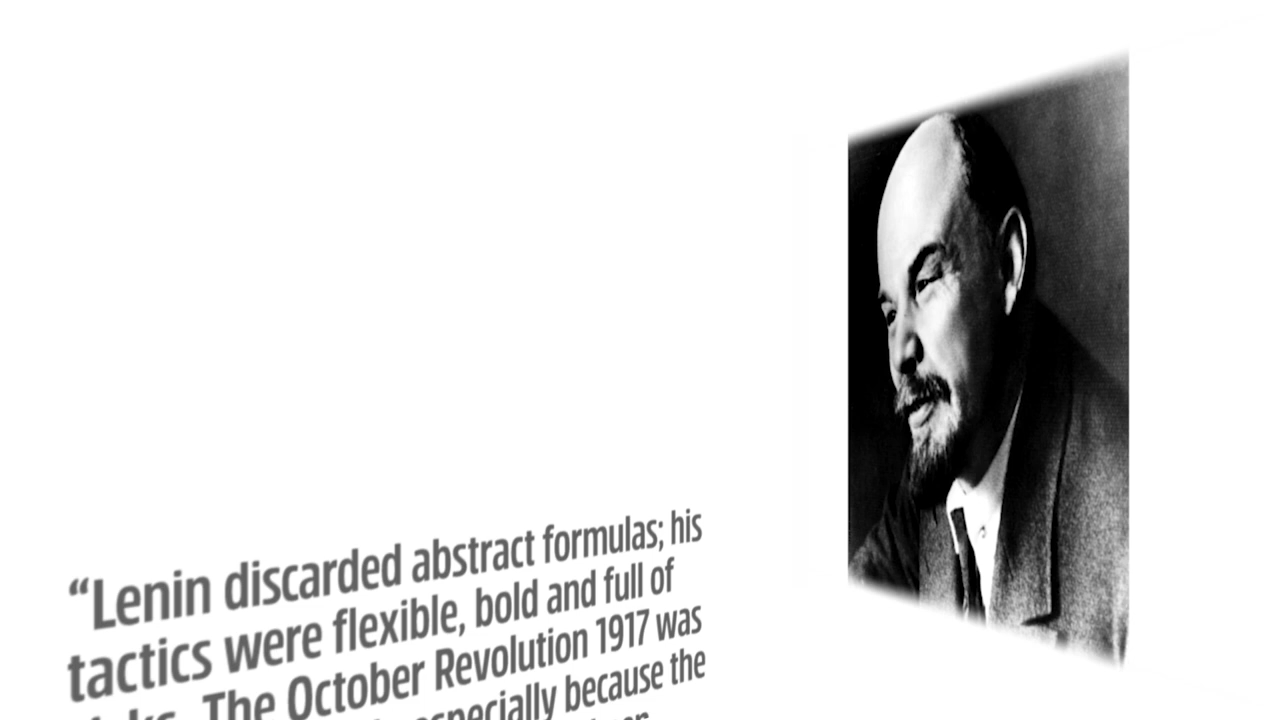 “Lenin discarded abstract formulas; his
tactics were flexible, bold and full of
The October Revolution 1917 was
especially because the